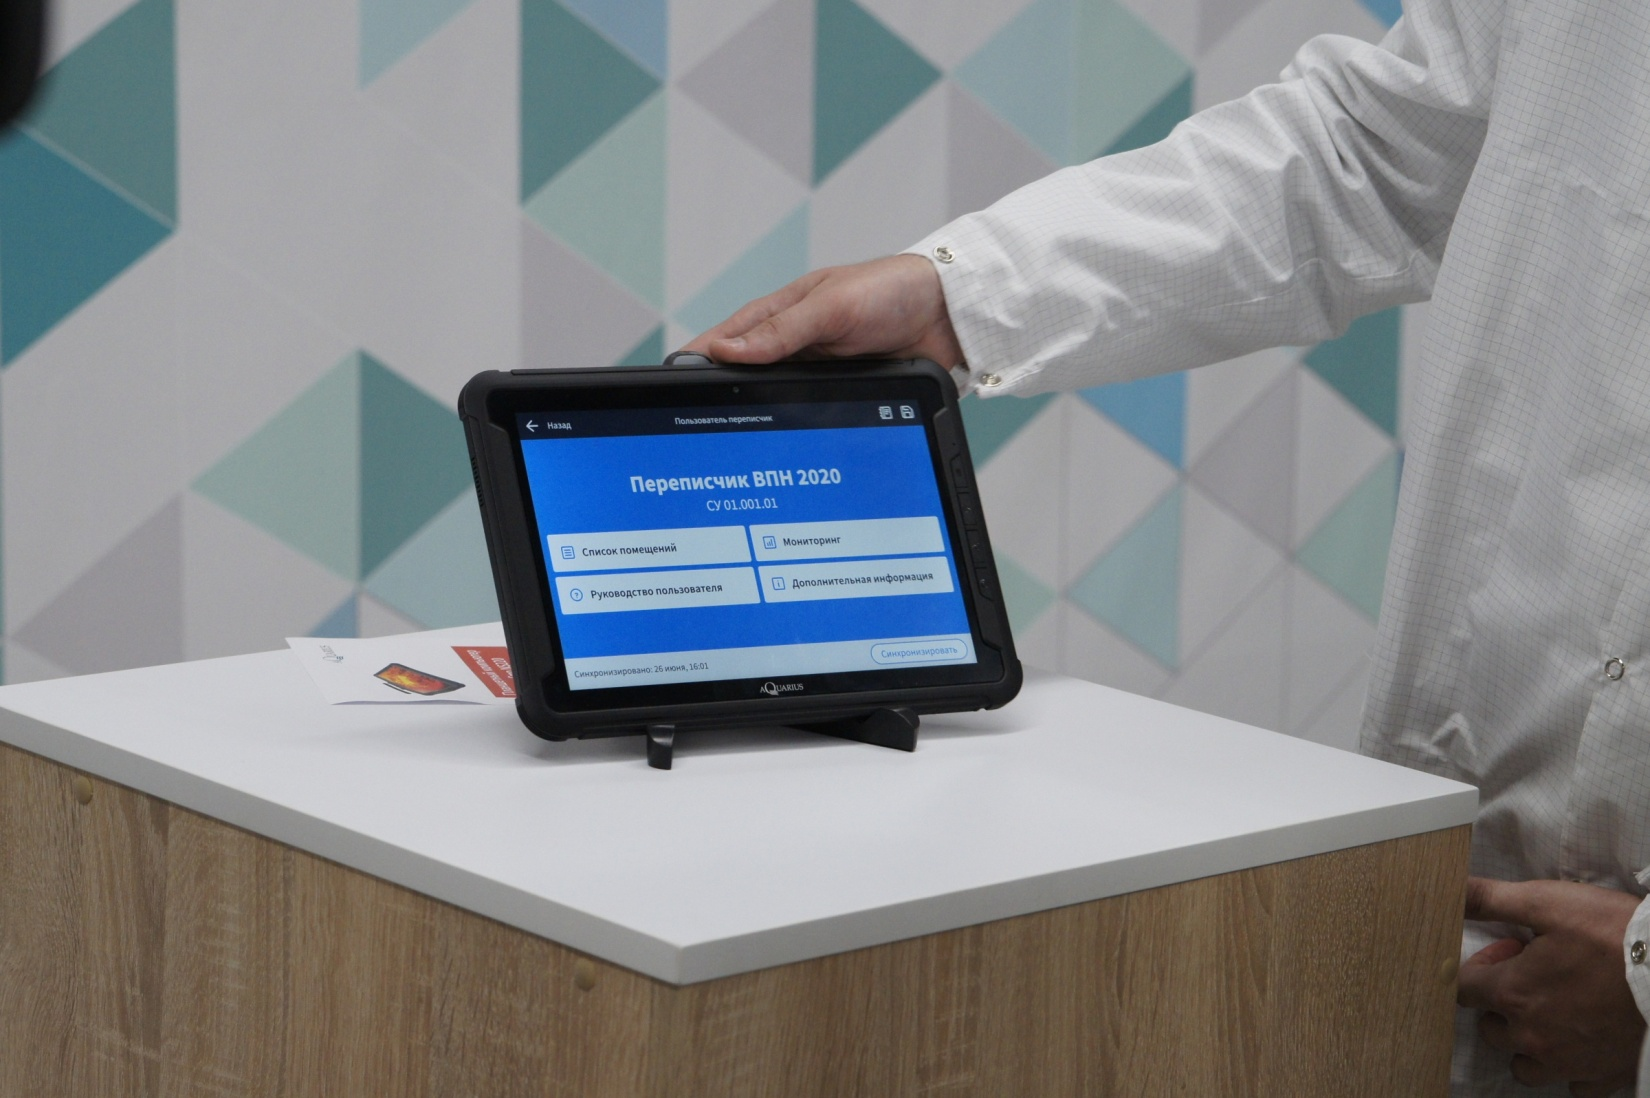 Назад
Пользователь переписчик
Переписчик ВПН 2020
СУ 01.001.01
Список помещений
Мониторинг
Руководство пользователя
Дополнительная информация
Синхронизировано: 26 июня, 16:01
Синхронизировать
AQUARIUS